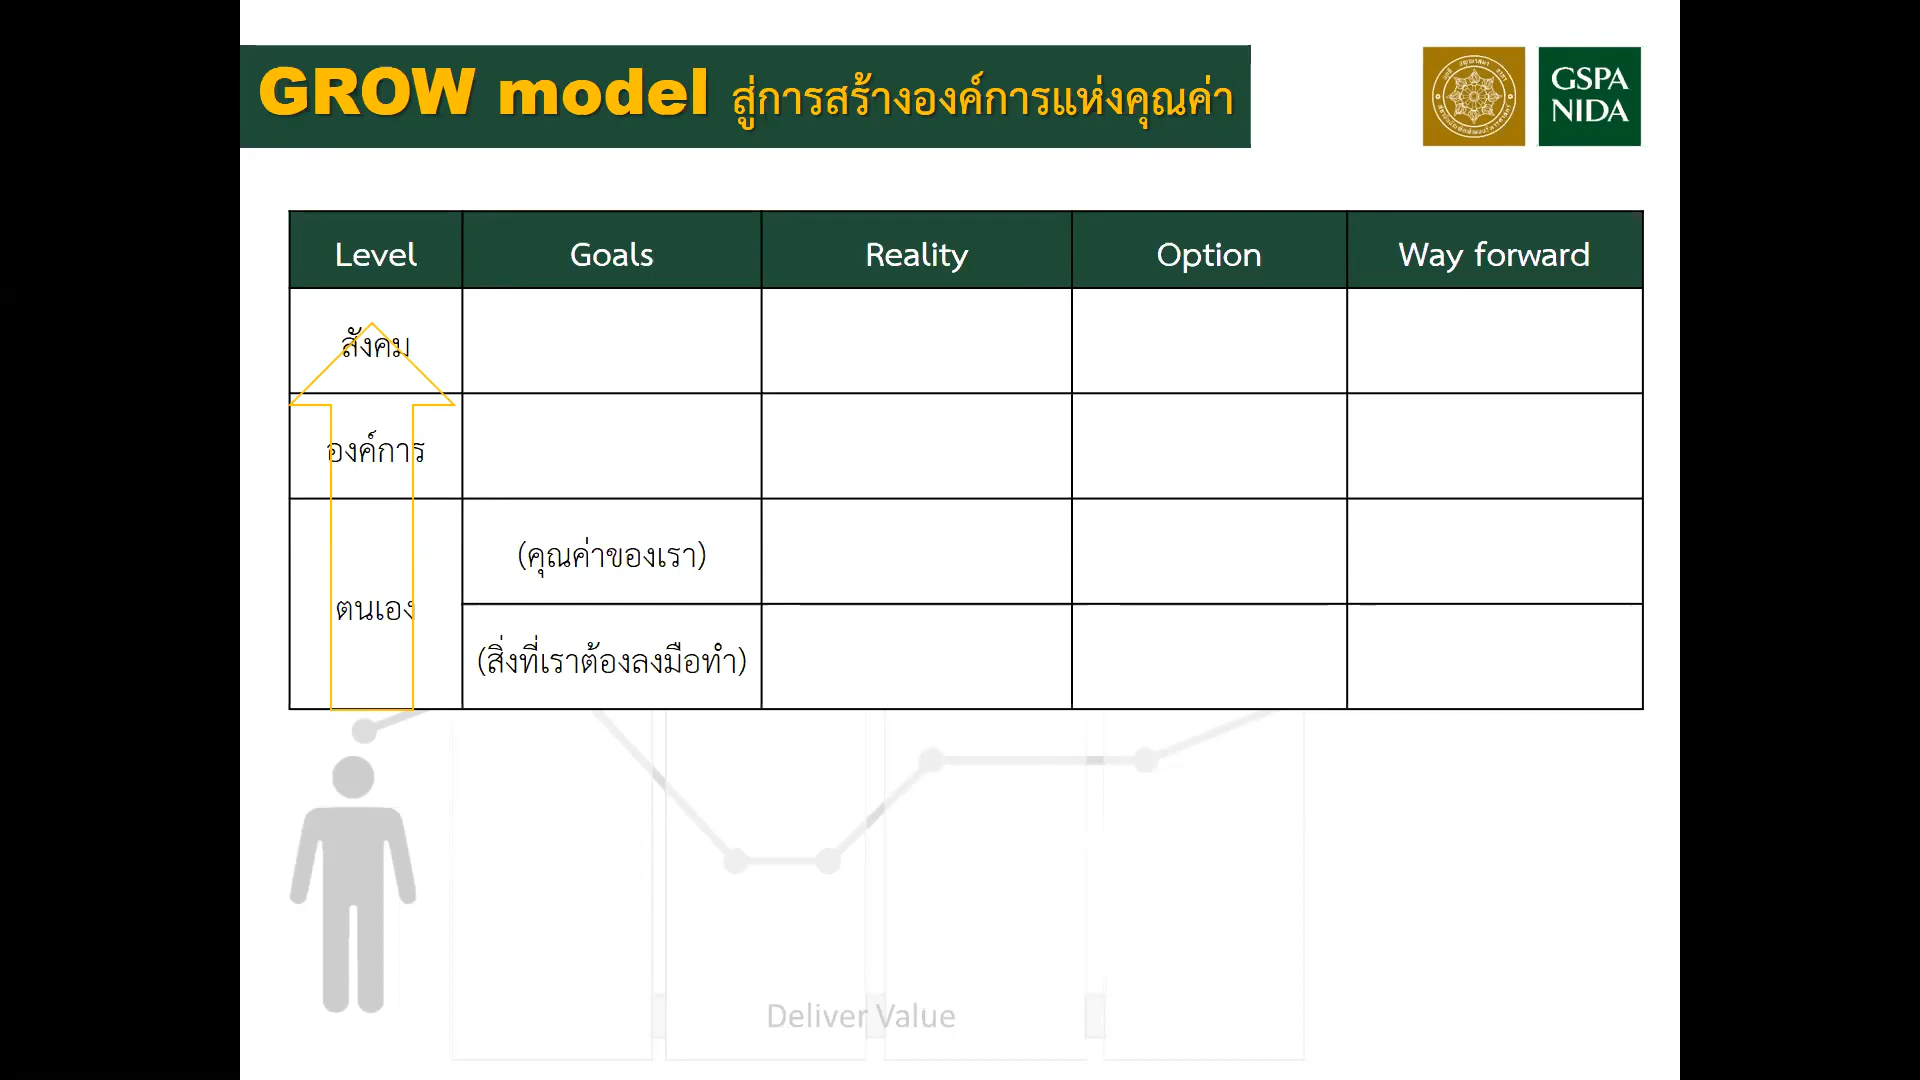 GROW model สู่การสร้างองค์การแห่งคุณค่า
GSPA
NIDA
Level Goals Reality Option Way forward
สังคม
องค์การ
(คุณค่าของเรา)
ตนเอง
(สิ่งที่เราต้องลงมือทำ)
Deliver Value